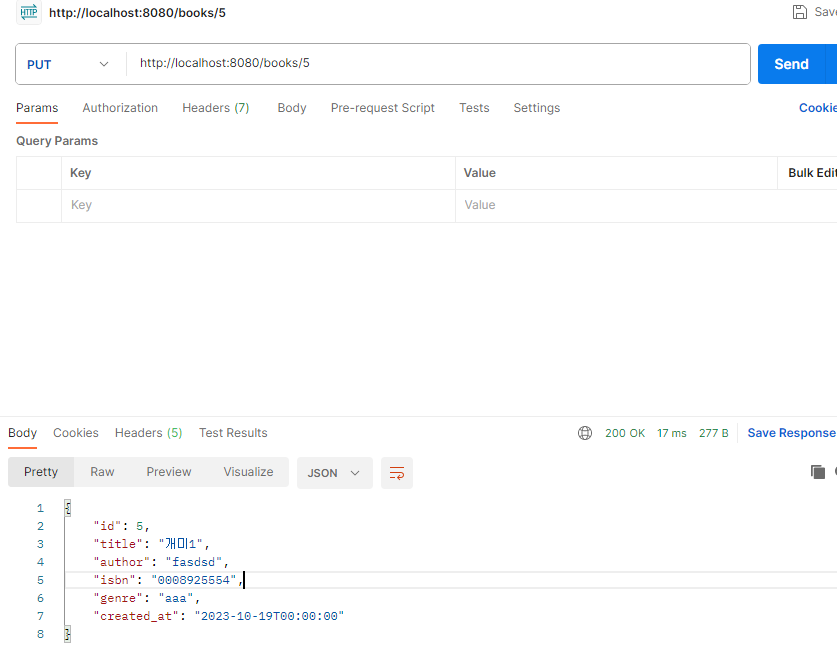 HTTP http://localhost:8080/books/5 Save
PUT http://localhost:8080/books/5 Send
Params Authorization Headers (7) Body Pre-request Script Tests Settings Cookie
Query Params
Key Value Bulk Edit
Key Value
Body Cookies Headers (5) Test Results 200 OK 17 ms 277 B Save Response
Pretty Raw Preview Visualize JSON
1 {
2 "id": 5,
3 "title": "개미1",
4 "author": "fasdsd",
5 "isbn": "0008925554",
6 "genre": "aaa",
7 "created_at": "2023-10-19T00:00:00"
8 }